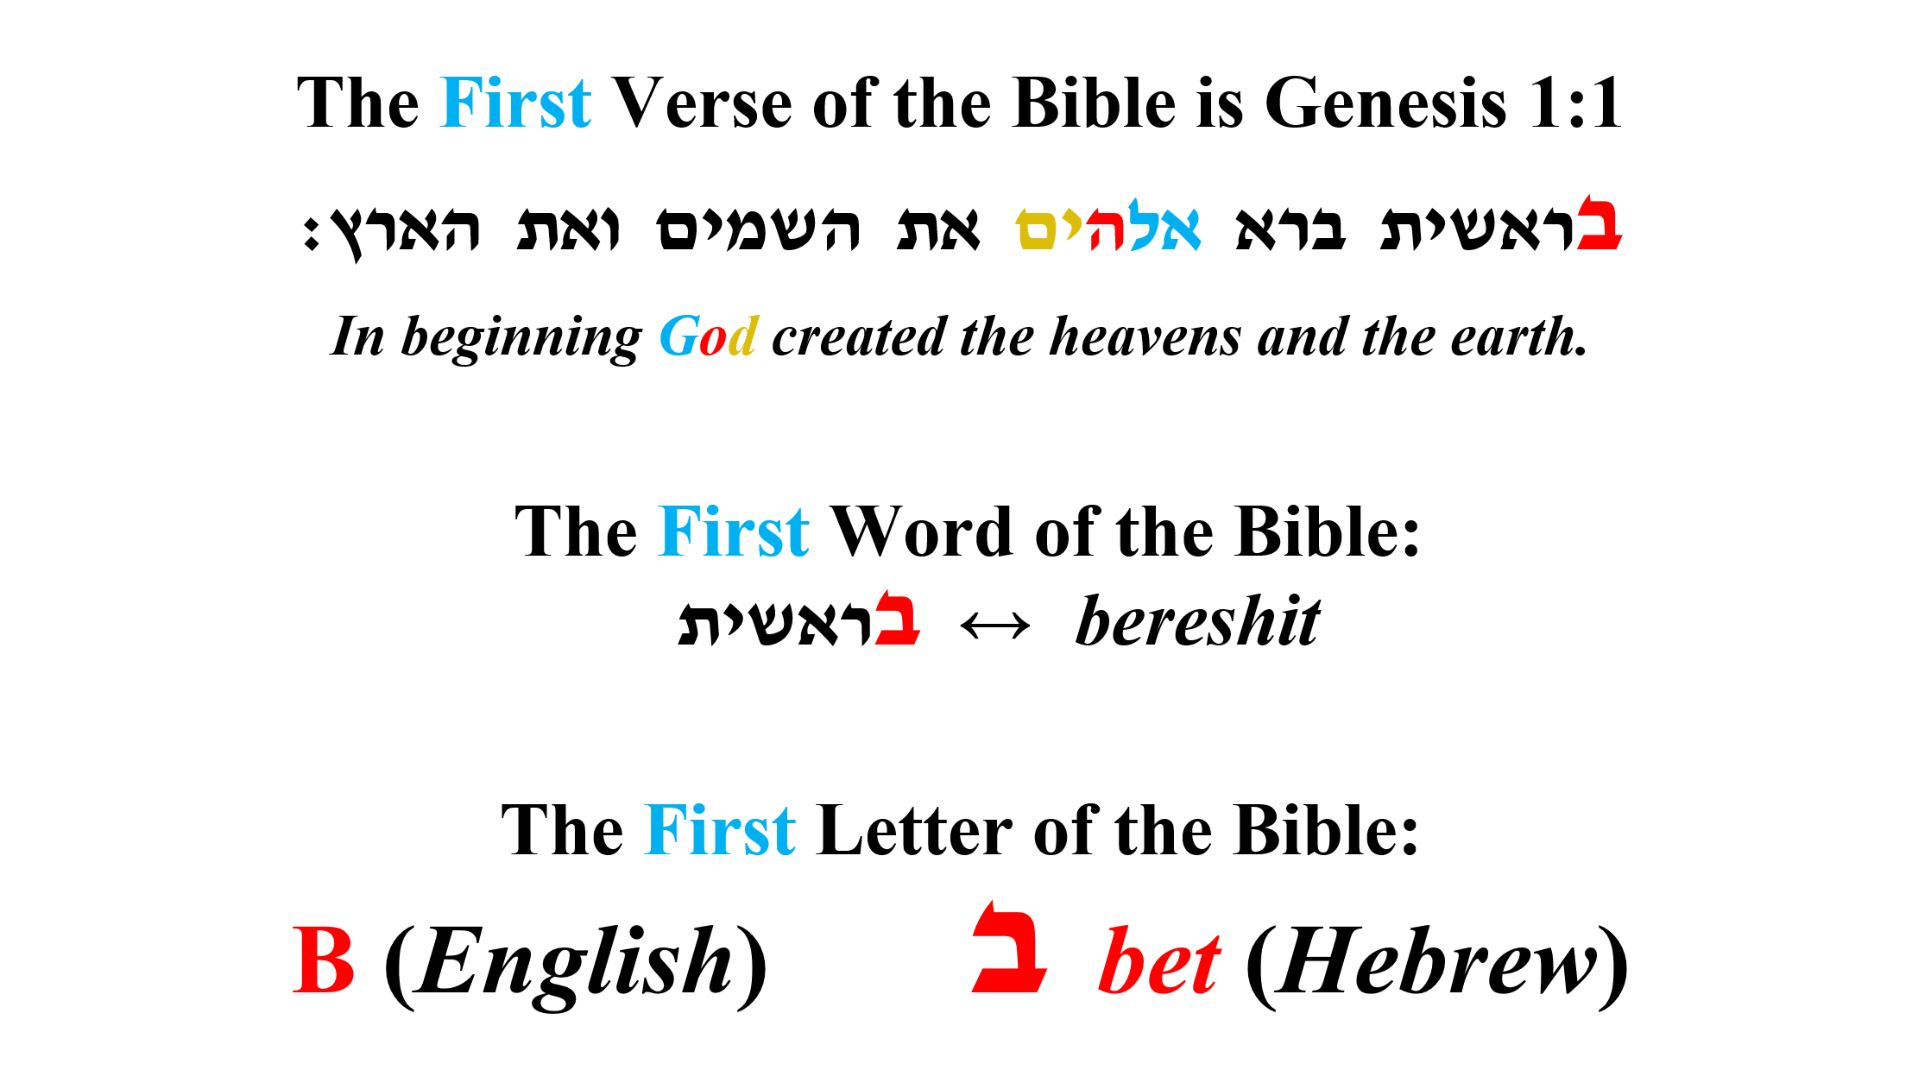 The First Verse of the Bible is Genesis 1:1
בראשית ברא אלהים את השמים ואת הארץ:
In beginning God created the heavens and the earth.
The First Word of the Bible:
בראשית ↔ bereshit
The First Letter of the Bible:
B (English) ב bet (Hebrew)